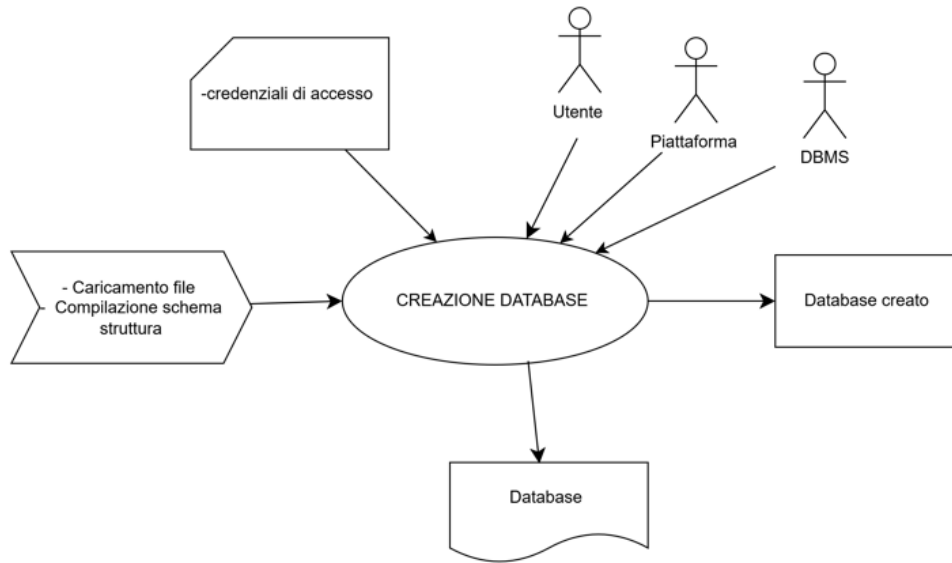 -credenziali di accesso
Utente
Piattaforma
DBMS
- Caricamento file
- Compilazione schema
struttura
CREAZIONE DATABASE
Database creato
Database